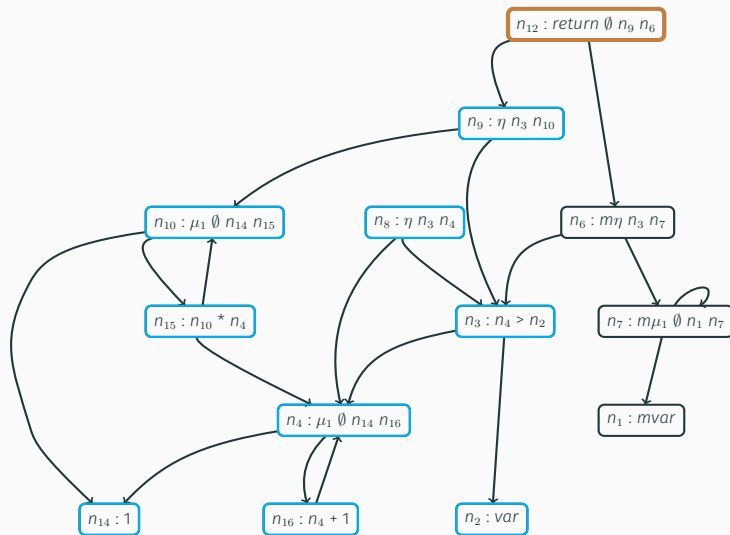 n₁₂ : return ∅ n₉ n₆
n₉ : η n₃ n₁₀
n₁₀ : μ₁ ∅ n₁₄ n₁₅
n₈ : η n₃ n₄
n₆ : mη n₃ n₇
n₁₅ : n₁₀ * n₄
n₃ : n₄ > n₂
n₇ : mμ₁ ∅ n₁ n₇
n₄ : μ₁ ∅ n₁₄ n₁₆
n₁ : mvar
n₁₄ : 1
n₁₆ : n₄ + 1
n₂ : var